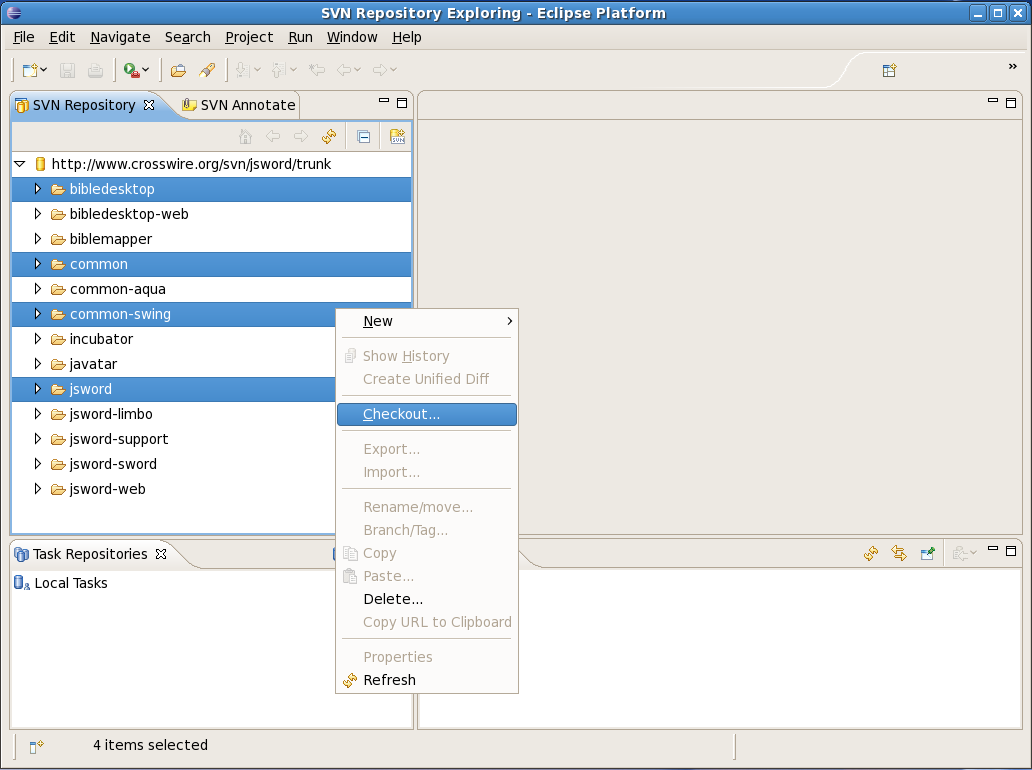 SVN Repository Exploring - Eclipse Platform
File Edit Navigate Search Project Run Window Help
»
SVN Repository SVN Annotate
SVN
http://www.crosswire.org/svn/jsword/trunk
bibledesktop
bibledesktop-web
biblemapper
common
common-aqua
common-swing
incubator
javatar
jsword
jsword-limbo
jsword-support
jsword-sword
jsword-web
New
Show History
Create Unified Diff
Checkout...
Export...
Import...
Rename/move...
Branch/Tag...
Copy
Paste...
Delete...
Copy URL to Clipboard
Properties
Refresh
Task Repositories
Local Tasks
4 items selected